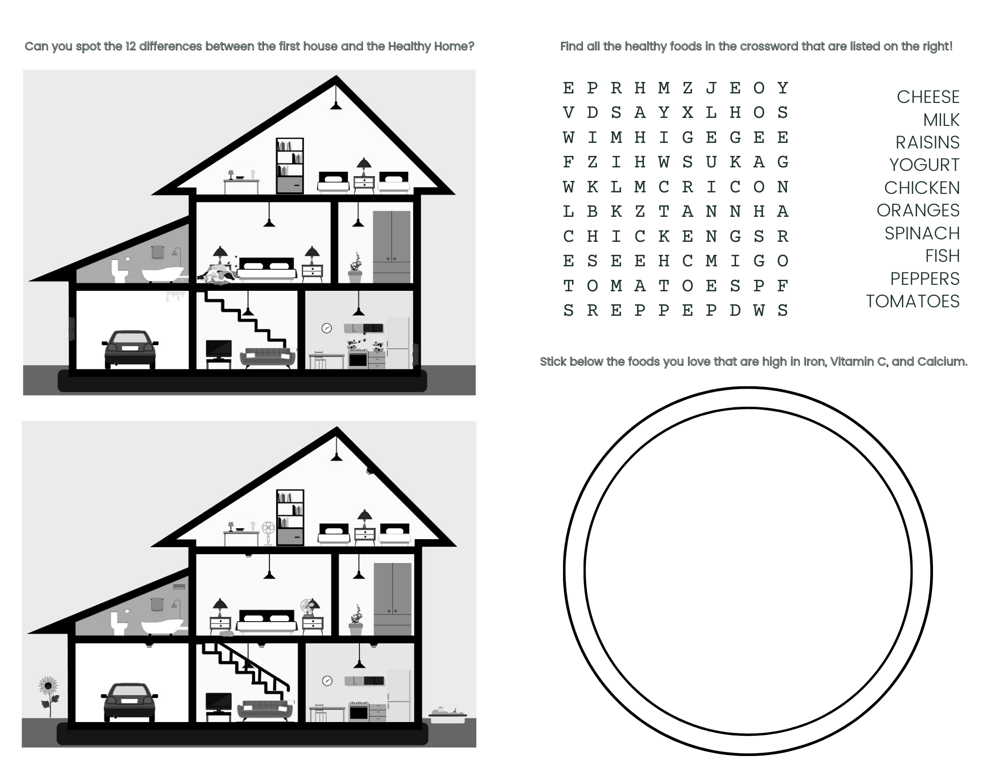 Can you spot the 12 differences between the first house and the Healthy Home?
Find all the healthy foods in the crossword that are listed on the right!
E P R H M Z J E O Y
V D S A Y X L H O S
W I M H I G E G E E
F Z I H W S U K A G
W K L M C R I C O N
L B K Z T A N N H A
C H I C K E N G S R
E S E E H C M I G O
T O M A T O E S P F
S R E P P E P D W S
CHEESE
MILK
RAISINS
YOGURT
CHICKEN
ORANGES
SPINACH
FISH
PEPPERS
TOMATOES
Stick below the foods you love that are high in Iron, Vitamin C, and Calcium.